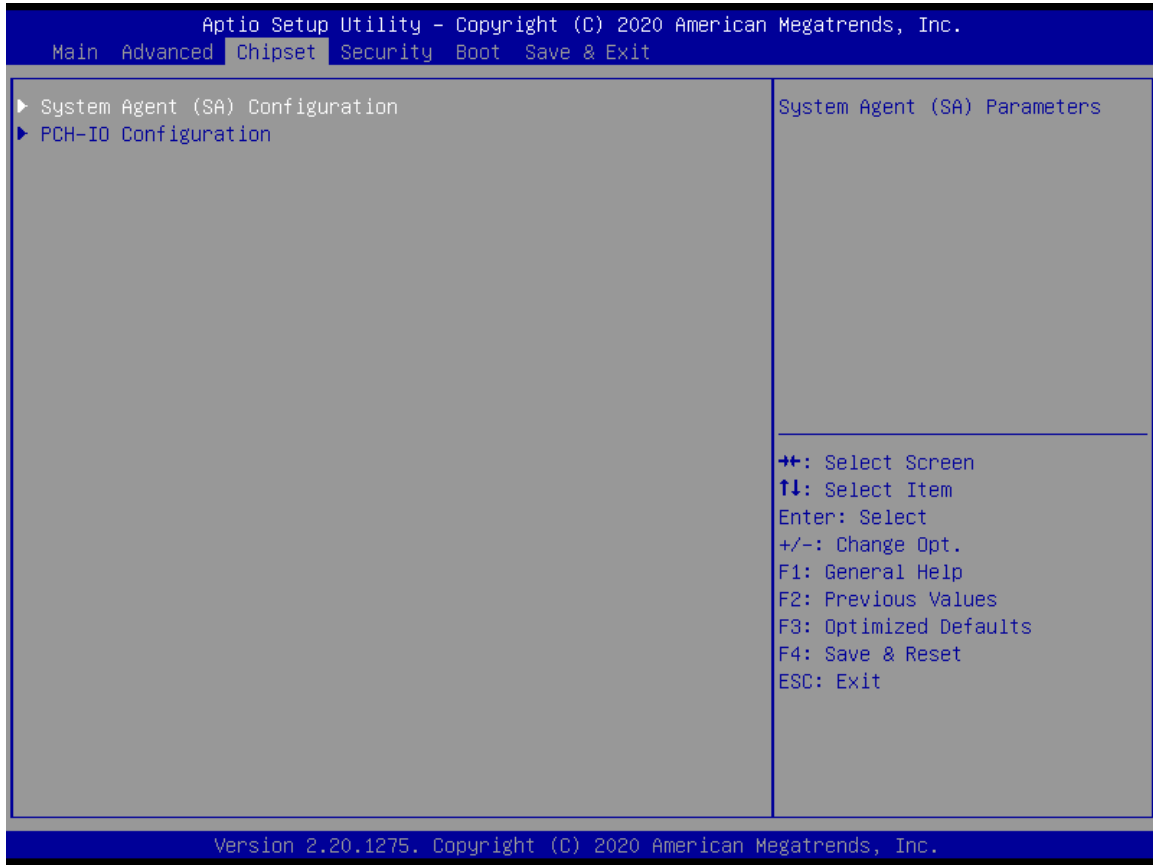 Aptio Setup Utility – Copyright (C) 2020 American Megatrends, Inc.
Main Advanced Chipset Security Boot Save & Exit
▶ System Agent (SA) Configuration
▶ PCH-IO Configuration
System Agent (SA) Parameters
→←: Select Screen
↑↓: Select Item
Enter: Select
+/-: Change Opt.
F1: General Help
F2: Previous Values
F3: Optimized Defaults
F4: Save & Reset
ESC: Exit
Version 2.20.1275. Copyright (C) 2020 American Megatrends, Inc.